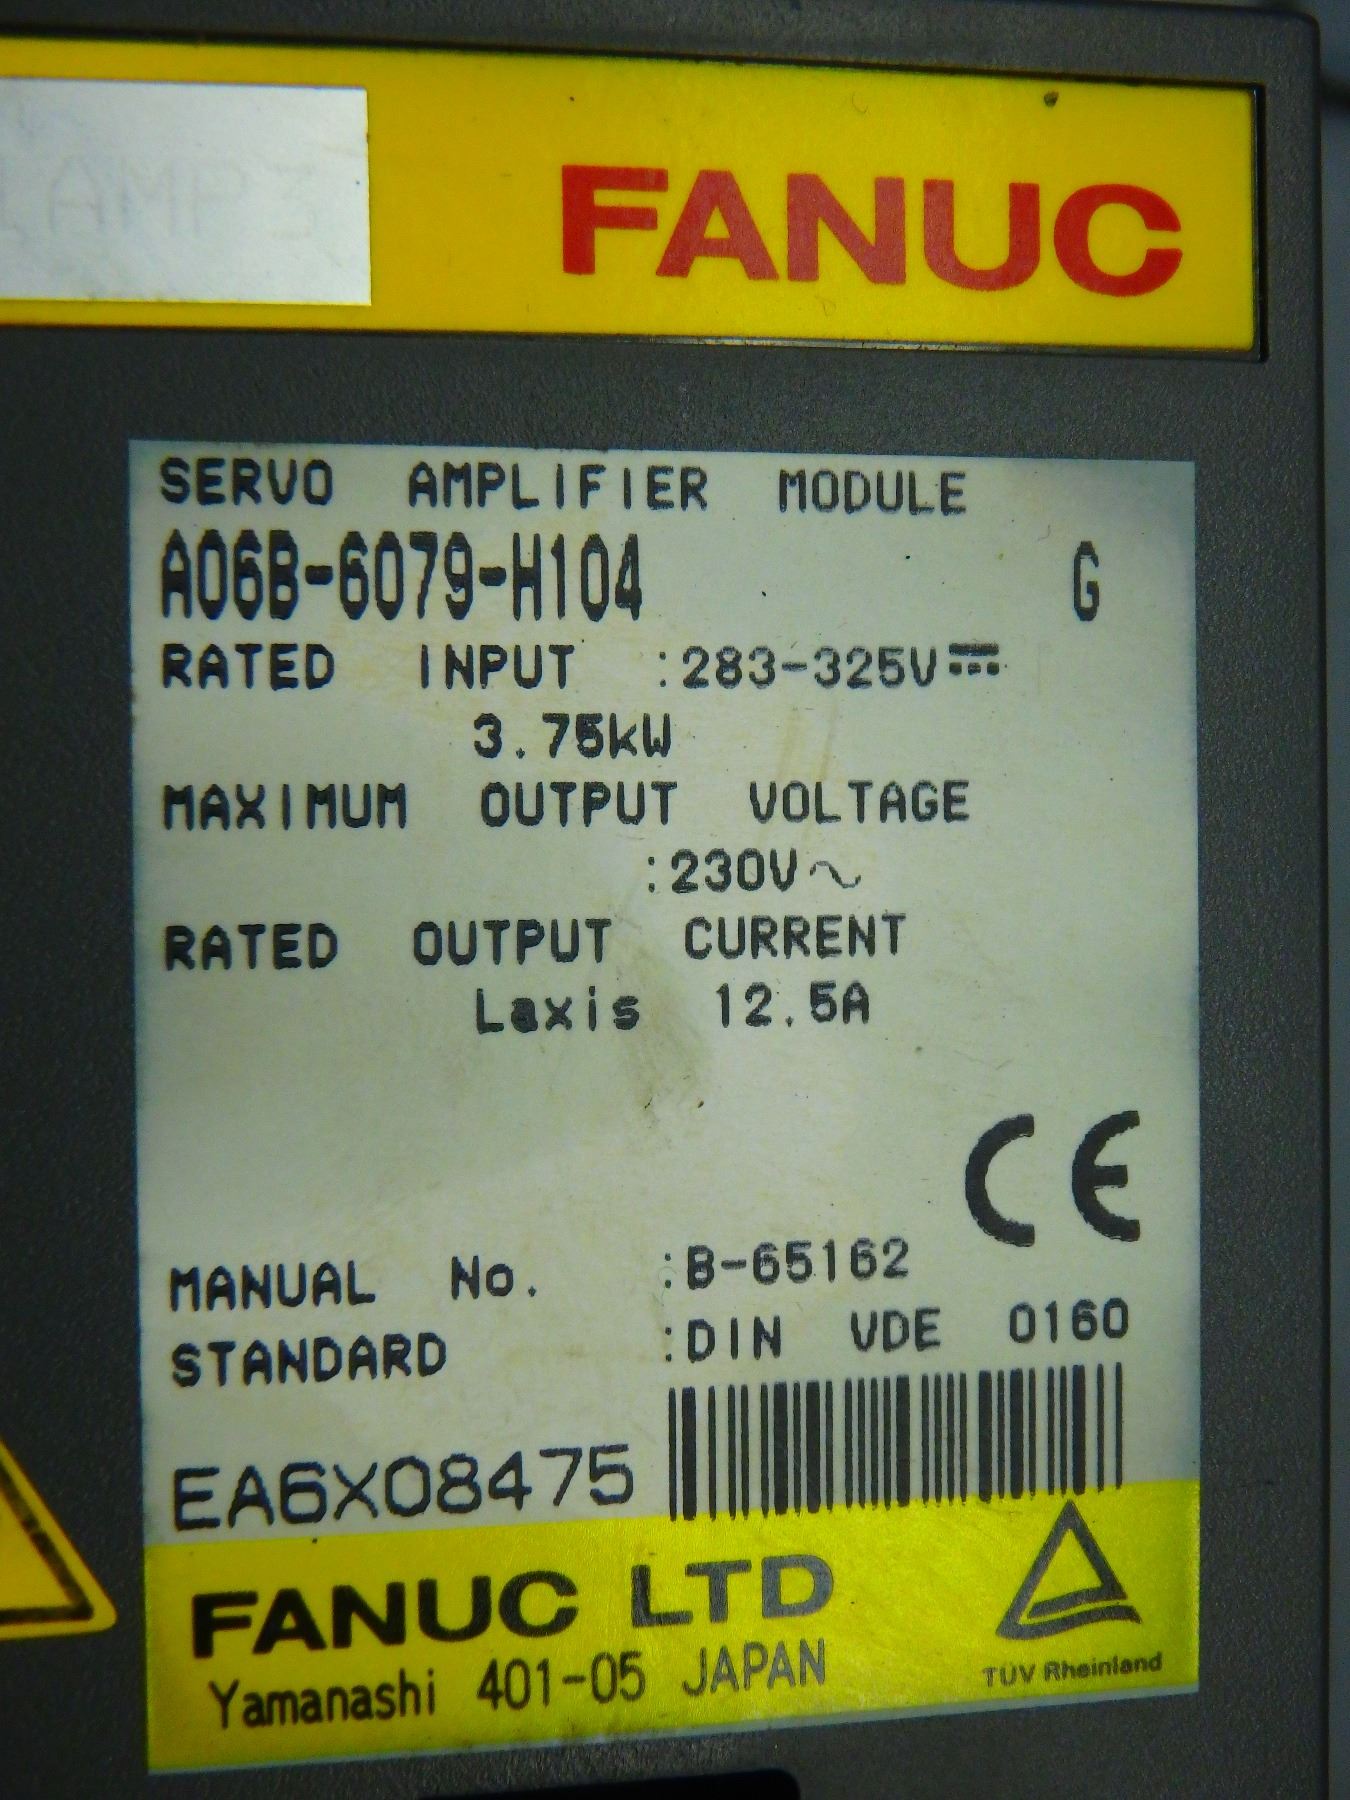 AMP3
FANUC
SERVO AMPLIFIER MODULE
A06B-6079-H104 G
RATED INPUT :283-325V⎓
3.75kW
MAXIMUM OUTPUT VOLTAGE
:230V~
RATED OUTPUT CURRENT
Laxis 12.5A
CE
MANUAL No. :B-65162
STANDARD :DIN VDE 0160
EA6X08475
FANUC LTD
Yamanashi 401-05 JAPAN
TÜV Rheinland